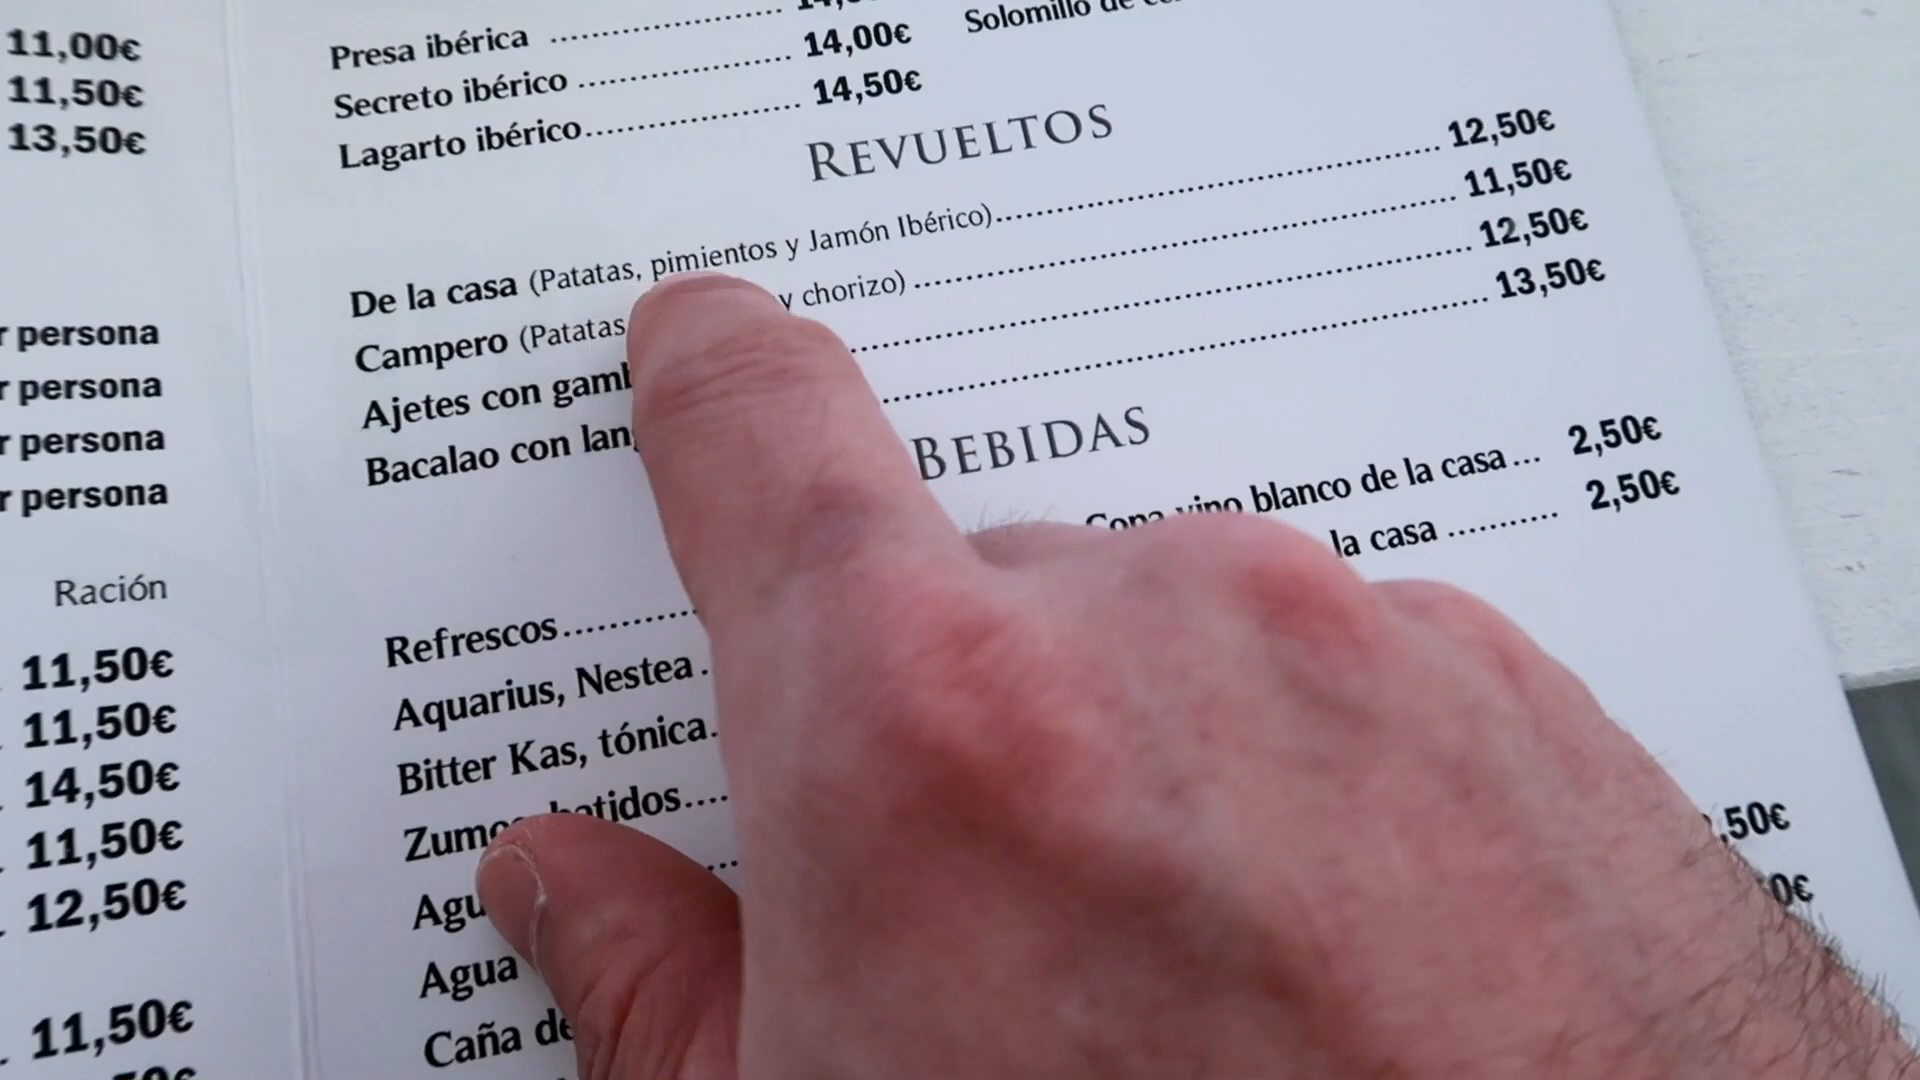 11,00€
11,50€
13,50€
persona
persona
persona
persona
Ración
11,50€
11,50€
14,50€
11,50€
12,50€
11,50€
Presa ibérica
Secreto ibérico 14,00€
Lagarto ibérico 14,50€
Solomillo de
REVUELTOS
De la casa (Patatas, pimientos y Jamón Ibérico) 12,50€
Campero (Patatas y chorizo) 11,50€
Ajetes con 12,50€
Bacalao con 13,50€
BEBIDAS
Copa vino blanco de la casa 2,50€
la casa 2,50€
Refrescos
Aquarius, Nestea
Bitter Kas, tónica
batidos
Agua
Caña de
,50€